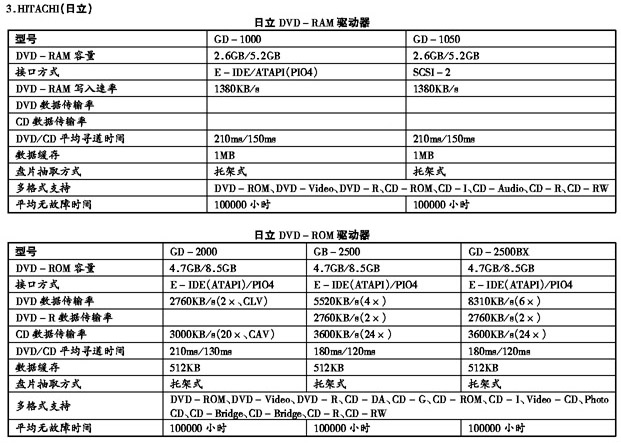 3.HITACHI(日立)
日立 DVD-RAM 驱动器
型号 GD-1000 GD-1050
DVD-RAM 容量 2.6GB/5.2GB 2.6GB/5.2GB
接口方式 E-IDE/ATAPI(PIO4) SCSI-2
DVD-RAM 写入速率 1380KB/s 1380KB/s
DVD 数据传输率
CD 数据传输率
DVD/CD 平均寻道时间 210ms/150ms 210ms/150ms
数据缓存 1MB 1MB
盘片抽取方式 托架式 托架式
多格式支持 DVD-ROM、DVD-Video、DVD-R、CD-ROM、CD-I、CD-Audio、CD-R、CD-RW
平均无故障时间 100000 小时 100000 小时
日立 DVD-ROM 驱动器
型号 GD-2000 GB-2500 GD-2500BX
DVD-ROM 容量 4.7GB/8.5GB 4.7GB/8.5GB 4.7GB/8.5GB
接口方式 E-IDE(ATAPI)/PIO4 E-IDE(ATAPI)/PIO4 E-IDE(ATAPI)/PIO4
DVD 数据传输率 2760KB/s(2×、CLV) 5520KB/s(4×) 8310KB/s(6×)
DVD-R 数据传输率 2760KB/s(2×) 2760KB/s(2×)
CD 数据传输率 3000KB/s(20×、CAV) 3600KB/s(24×) 3600KB/s(24×)
DVD/CD 平均寻道时间 210ms/130ms 180ms/120ms 180ms/120ms
数据缓存 512KB 512KB 512KB
盘片抽取方式 托架式 托架式 托架式
多格式支持 DVD-ROM、DVD-Video、DVD-R、CD-DA、CD-G、CD-ROM、CD-I、Video-CD、Photo
CD、CD-Bridge、CD-Bridge、CD-R、CD-RW
平均无故障时间 100000 小时 100000 小时 100000 小时